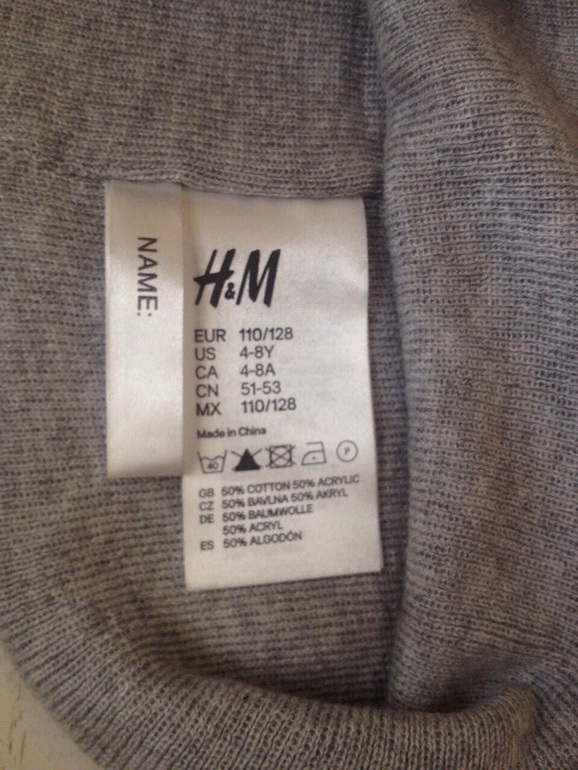 NAME:
H&M
EUR 110/128
US 4-8Y
CA 4-8A
CN 51-53
MX 110/128
Made in China
40 P
GB 50% COTTON 50% ACRYLIC
CZ 50% BAVLNA 50% AKRYL
DE 50% BAUMWOLLE
50% ACRYL
ES 50% ALGODÓN